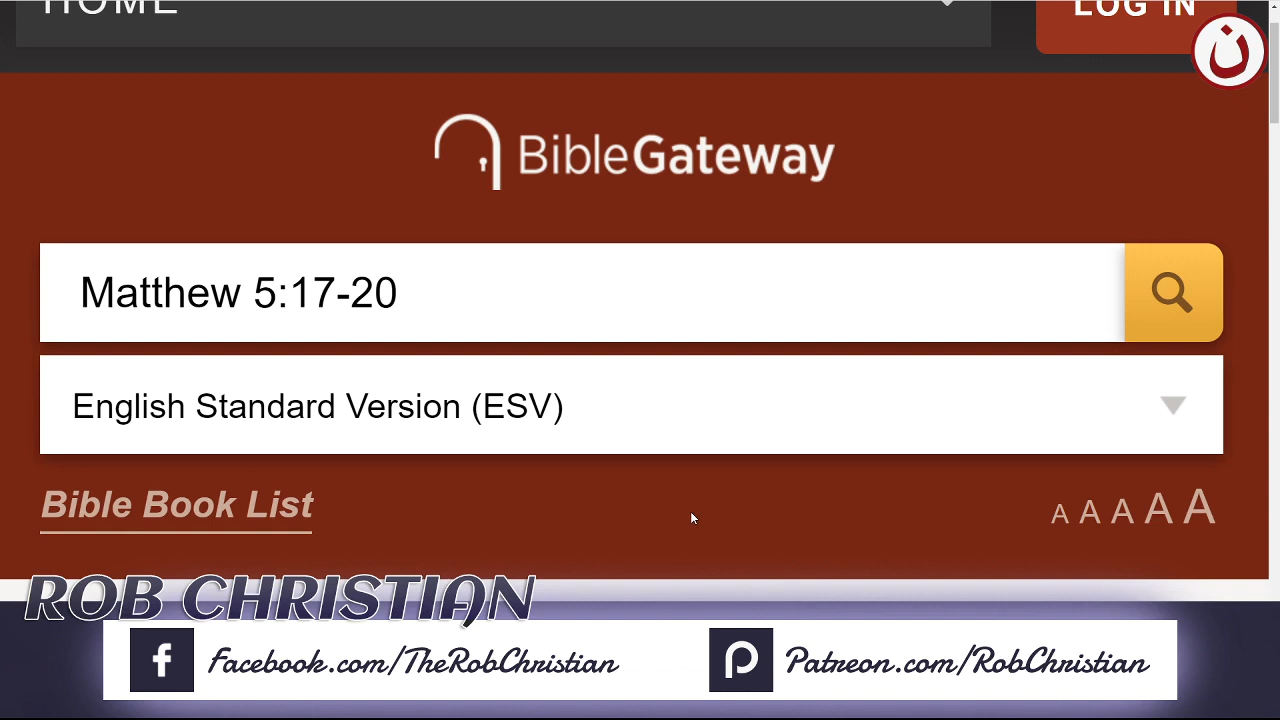 HOME
LOG IN
ن
BibleGateway
Matthew 5:17-20
English Standard Version (ESV)
Bible Book List
A A A A A
ROB CHRISTIAN
Facebook.com/TheRobChristian
Patreon.com/RobChristian